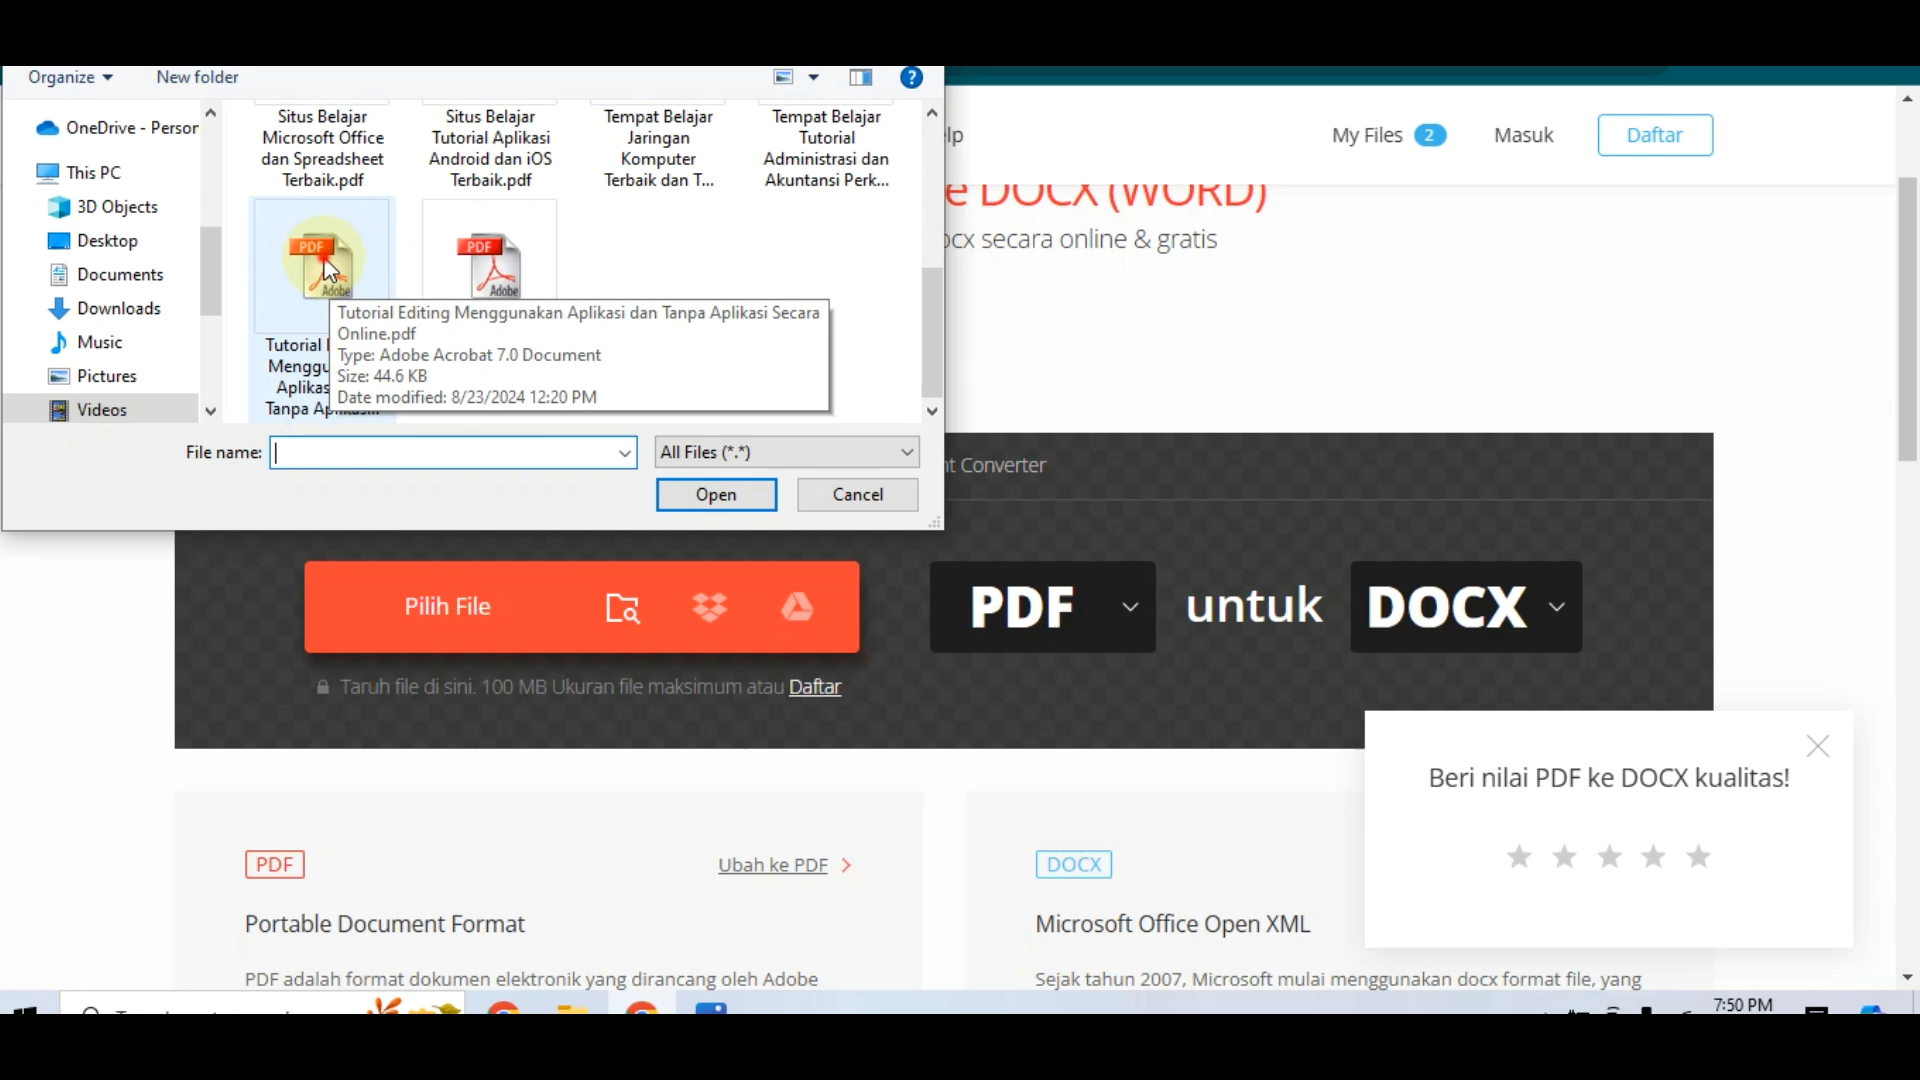 Organize
New folder
OneDrive - Person
This PC
3D Objects
Desktop
Documents
Downloads
Music
Pictures
Videos
Situs Belajar
Microsoft Office
dan Spreadsheet
Terbaik.pdf
Situs Belajar
Tutorial Aplikasi
Android dan iOS
Terbaik.pdf
Tempat Belajar
Jaringan
Komputer
Terbaik dan T...
Tempat Belajar
Tutorial
Administrasi dan
Akuntansi Perk...
PDF
Adobe
PDF
Adobe
Tutorial
Menggu
Aplikas
Tanpa Ap
Tutorial Editing Menggunakan Aplikasi dan Tanpa Aplikasi Secara
Online.pdf
Type: Adobe Acrobat 7.0 Document
Size: 44.6 KB
Date modified: 8/23/2024 12:20 PM
File name:
All Files (*.*)
Open
Cancel
lp
My Files 2
Masuk
Daftar
e DOCX (WORD)
ocx secara online & gratis
nt Converter
Pilih File
PDF untuk DOCX
Taruh file di sini. 100 MB Ukuran file maksimum atau Daftar
Beri nilai PDF ke DOCX kualitas!
PDF
Ubah ke PDF
Portable Document Format
PDF adalah format dokumen elektronik yang dirancang oleh Adobe
DOCX
Microsoft Office Open XML
Sejak tahun 2007, Microsoft mulai menggunakan docx format file, yang
7:50 PM